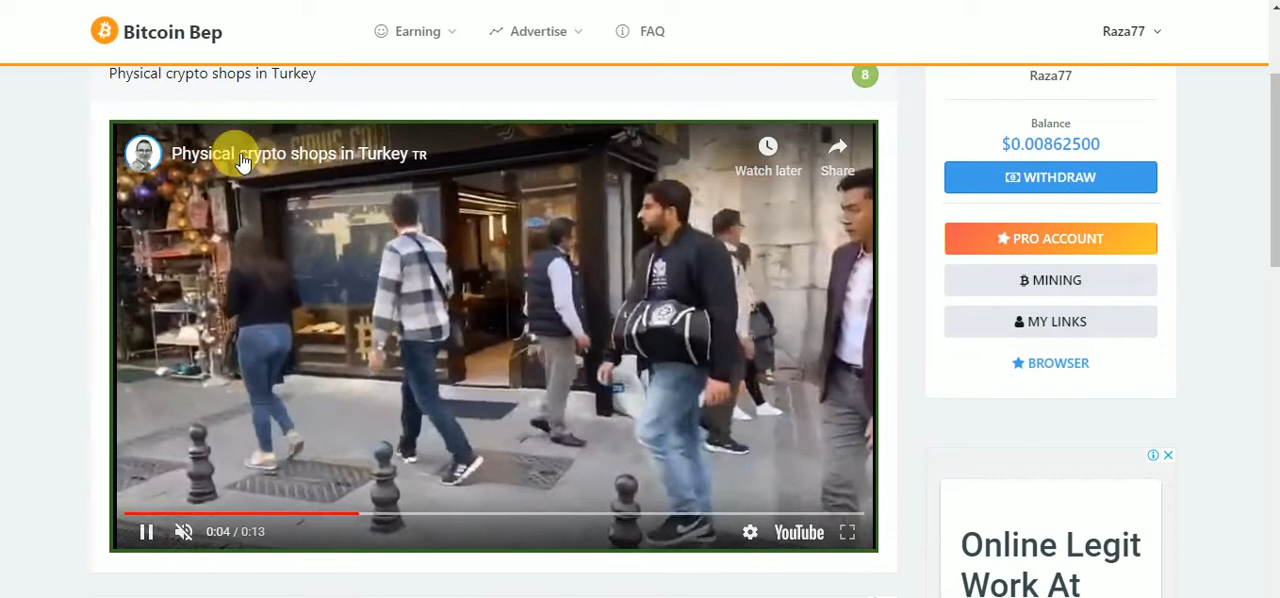 Bitcoin Bep
Earning
Advertise
FAQ
Raza77
Physical crypto shops in Turkey
8
Physical crypto shops in Turkey TR
Watch later
Share
0:04 / 0:13
YouTube
Raza77
Balance
$0.00862500
WITHDRAW
PRO ACCOUNT
MINING
MY LINKS
BROWSER
Online Legit
Work At